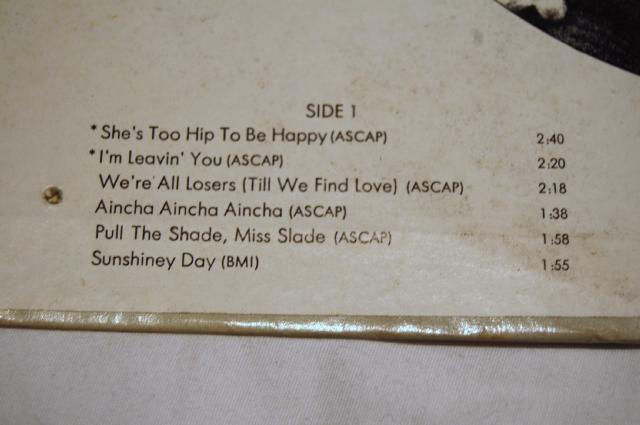 SIDE 1
*She's Too Hip To Be Happy (ASCAP) 2:40
*I'm Leavin' You (ASCAP) 2:20
We're All Losers (Till We Find Love) (ASCAP) 2:18
Aincha Aincha Aincha (ASCAP) 1:38
Pull The Shade, Miss Slade (ASCAP) 1:58
Sunshiney Day (BMI) 1:55